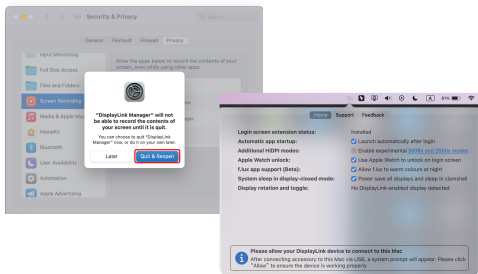 Security & Privacy
Search
General FileVault Firewall Privacy
Input Monitoring
Full Disk Access
Files and Folders
Screen Recording
Media & Apple Mus
HomeKit
Bluetooth
User Availability
Automation
Apple Advertising
Allow the apps below to record the contents of your
screen, even while using other apps.
"DisplayLink Manager" will not
be able to record the contents of
your screen until it is quit.
You can choose to quit "DisplayLink
Manager" now, or do it on your own later.
Later Quit & Reopen
A 91%
Home Support Feedback
Login screen extension status: Installed
Automatic app startup: Launch automatically after login
Additional HiDPI modes: Enable experimental 3008x and 2560x modes
Apple Watch unlock: Use Apple Watch to unlock on login screen
f.lux app support (Beta): Allow f.lux to warm colours at night
System sleep in display-closed mode: Power save all displays and sleep in clamshell
Display rotation and toggle: No DisplayLink-enabled display detected
Please allow your DisplayLink device to connect to this Mac
After connecting accessory to this Mac via USB, a system prompt will appear. Please click
"Allow" to ensure the device is working properly